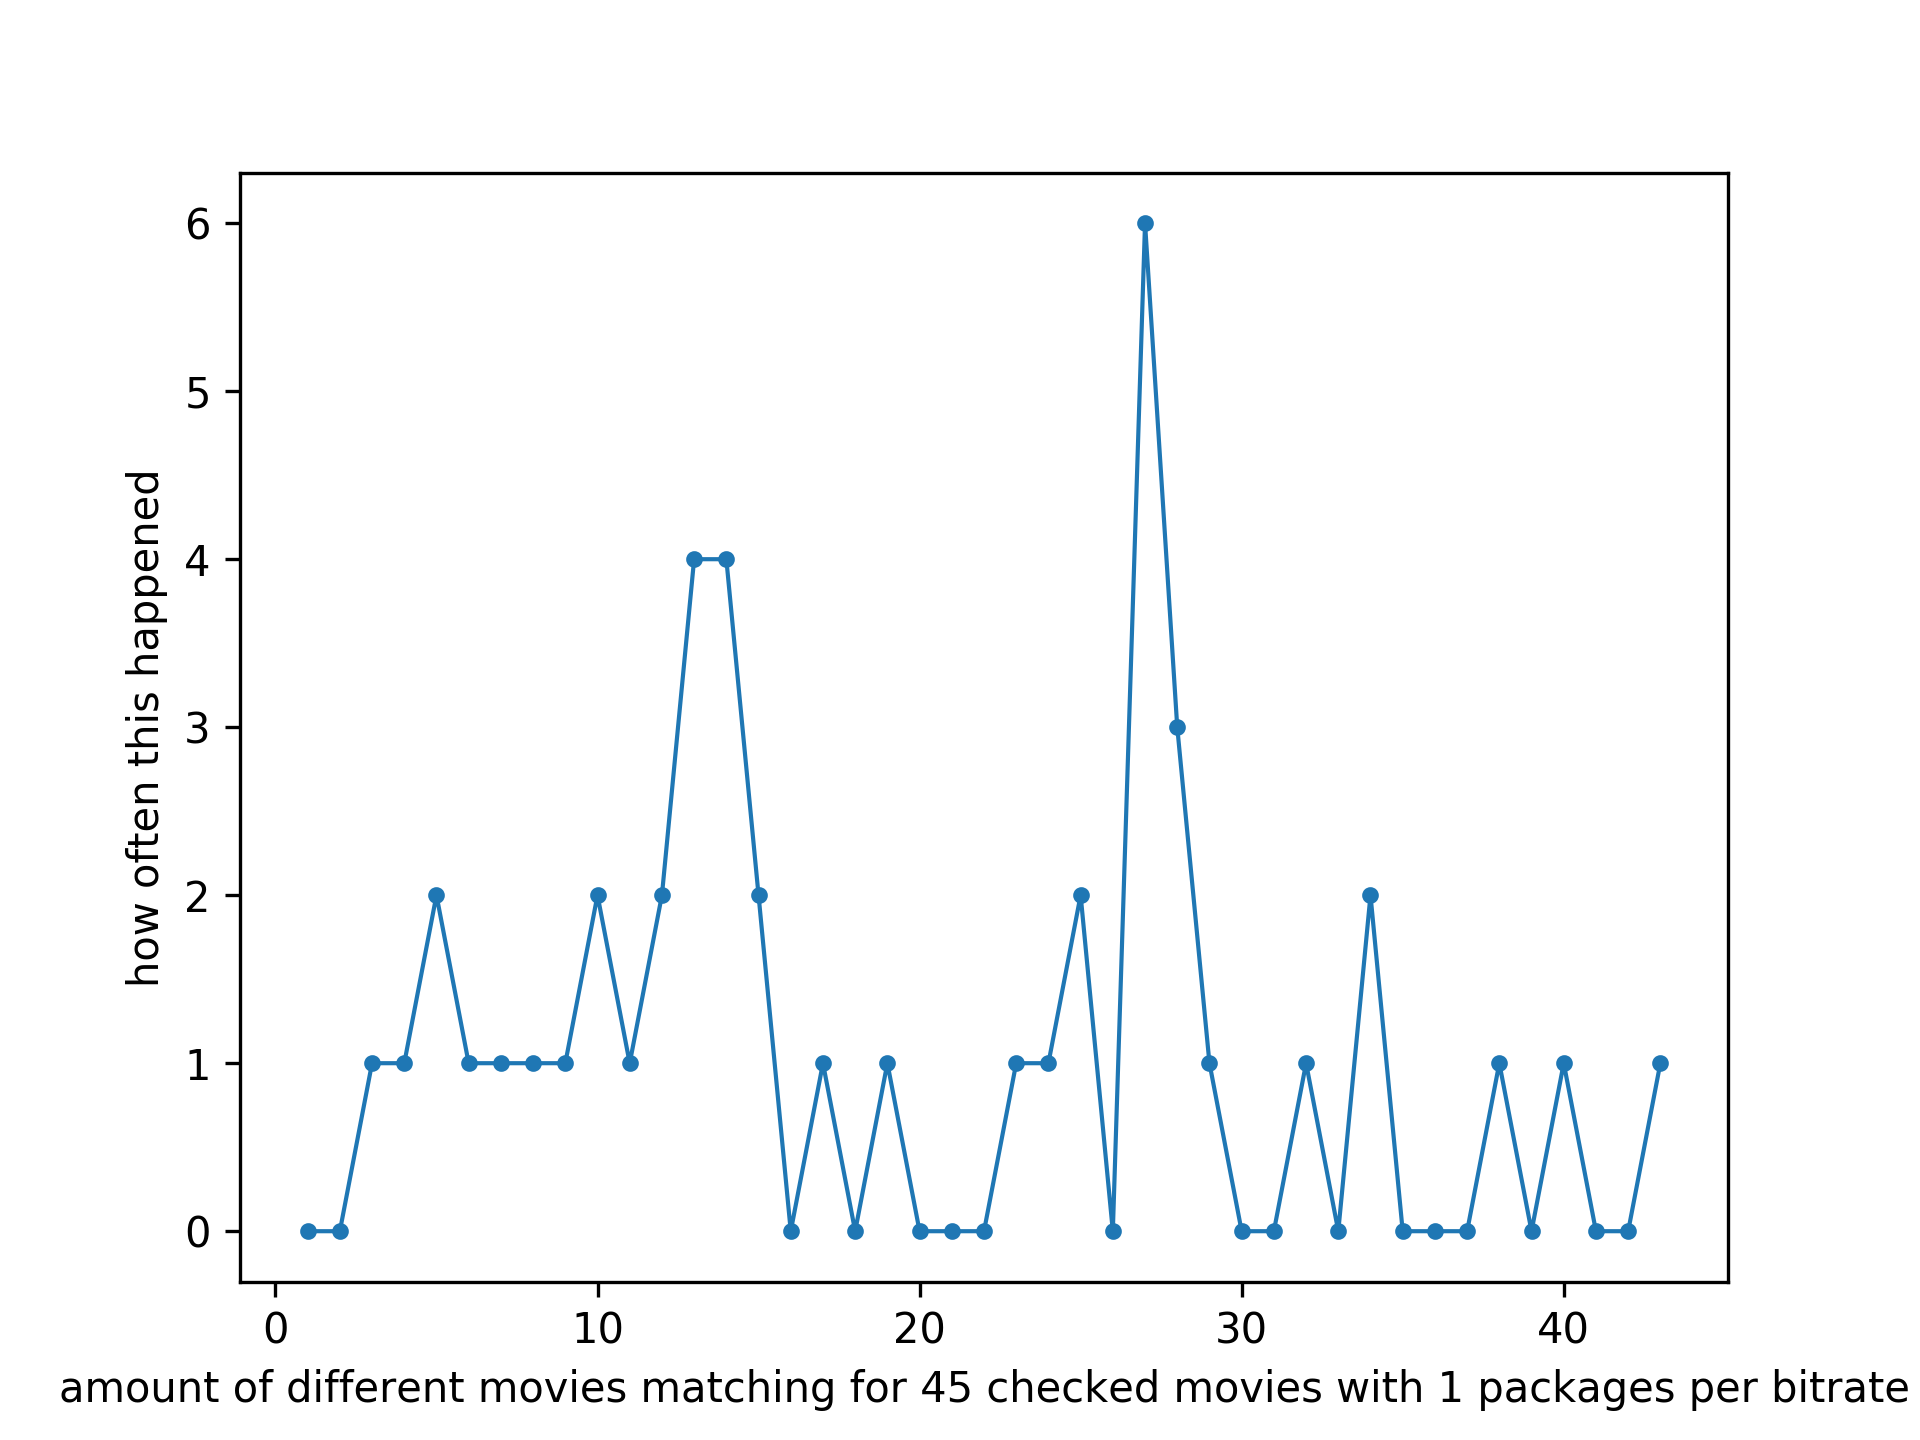 how often this happened
6
5
4
3
2
1
0
0 10 20 30 40
amount of different movies matching for 45 checked movies with 1 packages per bitrate